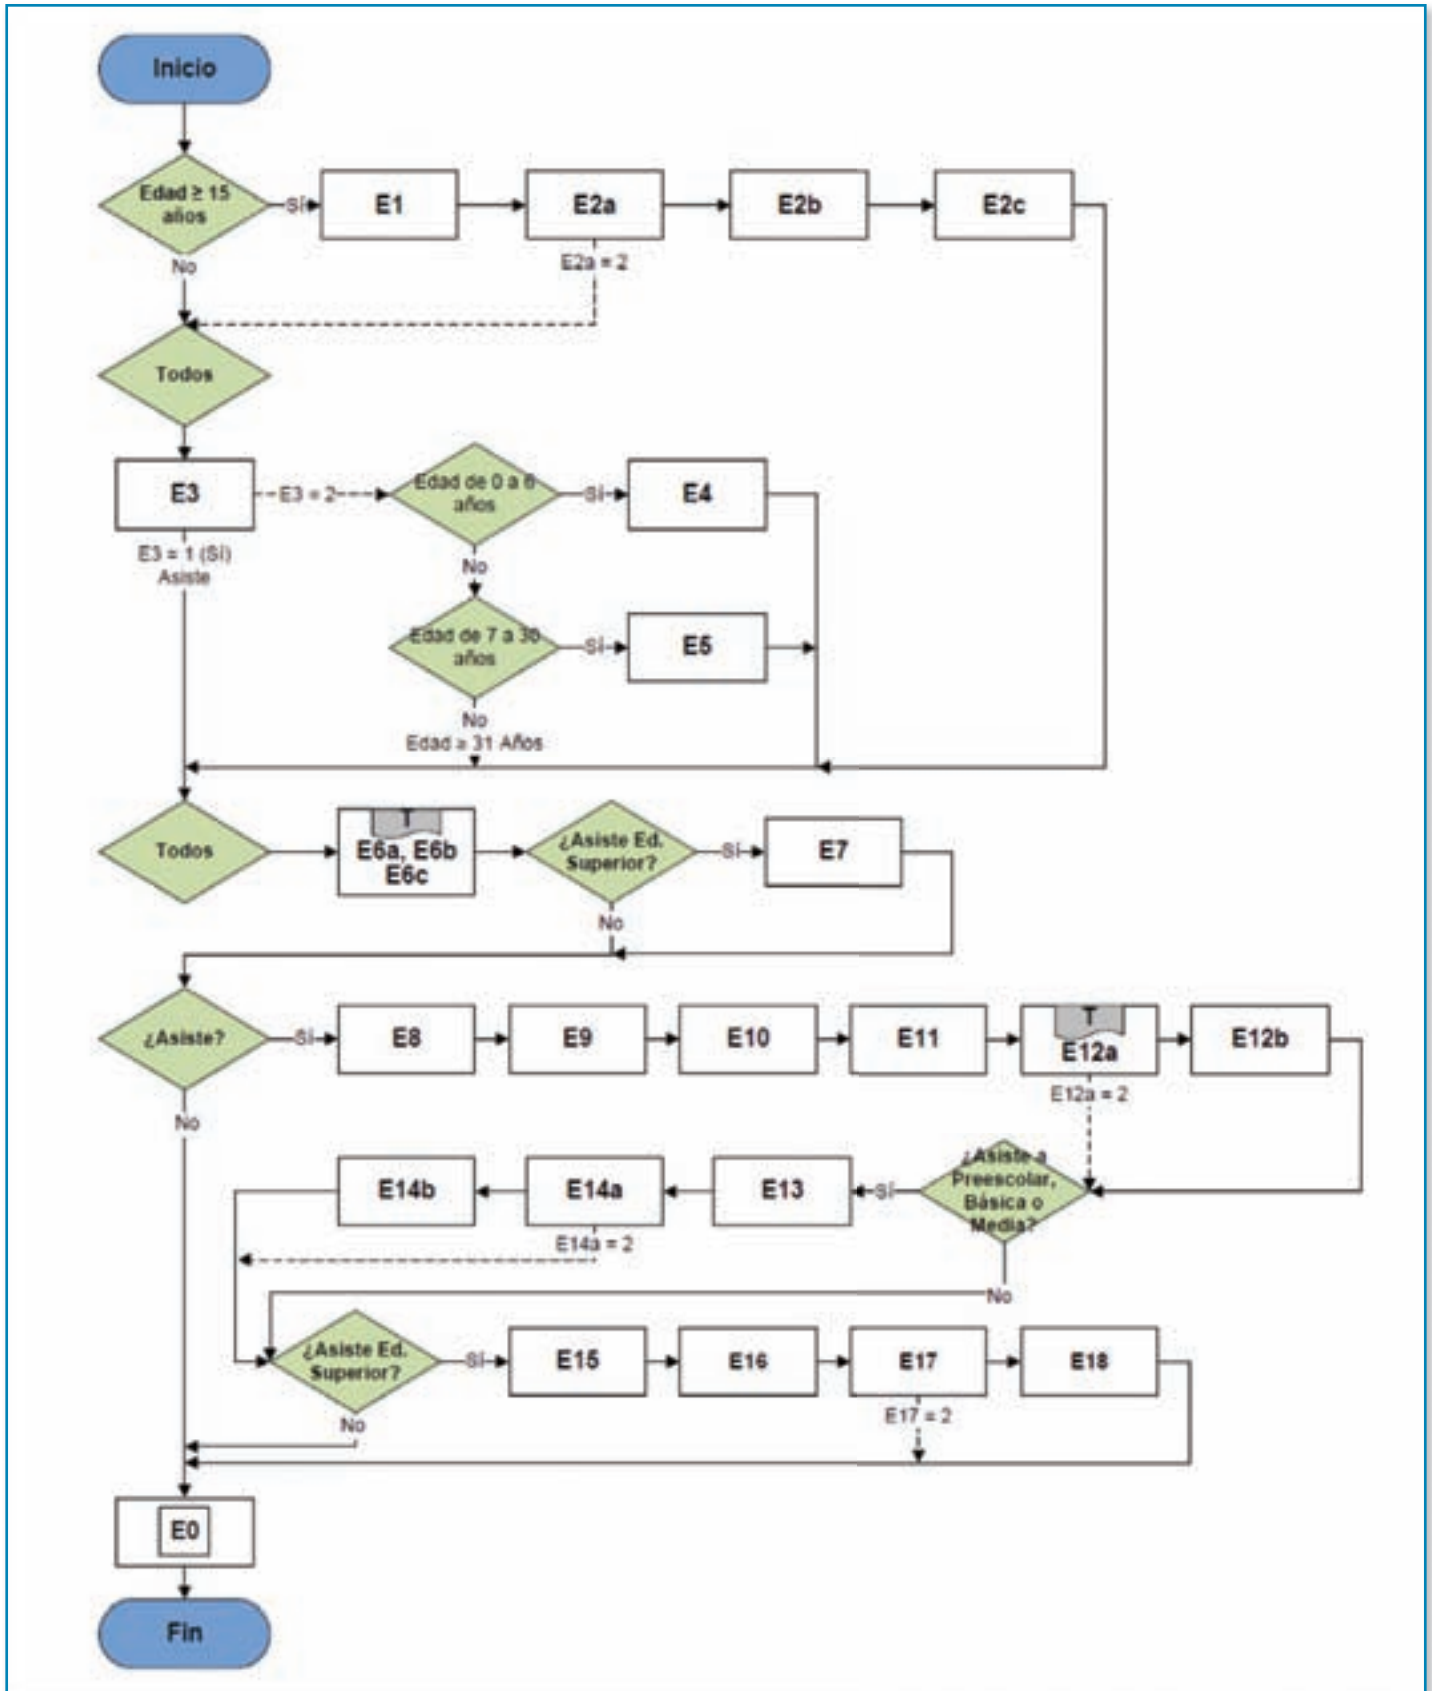 Inicio
Edad ≥ 15
años
Sí
E1
E2a
E2b
E2c
No
E2a = 2
Todos
E3
E3 = 2
Edad de 0 a 6
años
Sí
E4
E3 = 1 (Sí)
Asiste
No
Edad de 7 a 30
años
Sí
E5
No
Edad ≥ 31 Años
Todos
T
E6a, E6b
E6c
¿Asiste Ed.
Superior?
Sí
E7
No
¿Asiste?
Sí
E8
E9
E10
E11
T
E12a
E12b
E12a = 2
No
¿Asiste a
Preescolar,
Básica o
Media?
Sí
E13
E14a
E14b
E14a = 2
No
¿Asiste Ed.
Superior?
Sí
E15
E16
E17
E18
E17 = 2
No
E0
Fin